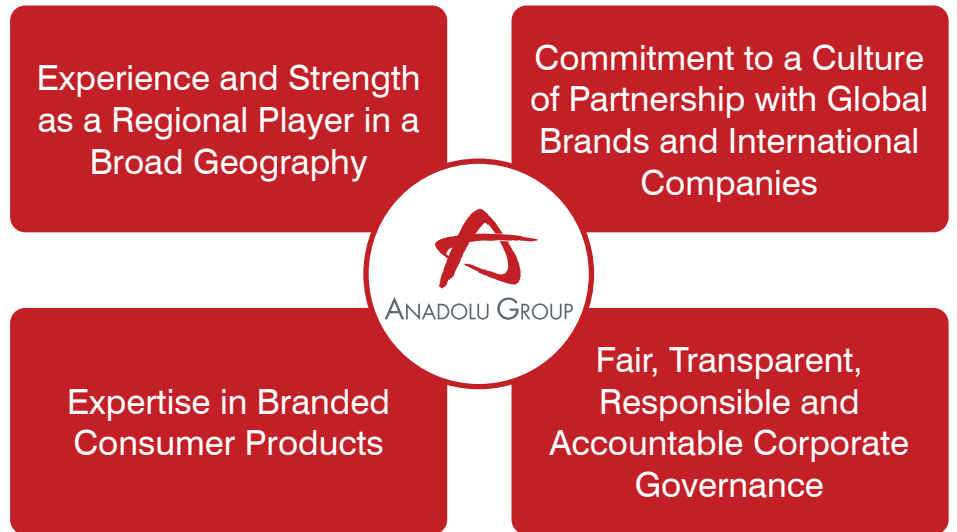 Experience and Strength
as a Regional Player in a
Broad Geography
Commitment to a Culture
of Partnership with Global
Brands and International
Companies
ANADOLU GROUP
Expertise in Branded
Consumer Products
Fair, Transparent,
Responsible and
Accountable Corporate
Governance